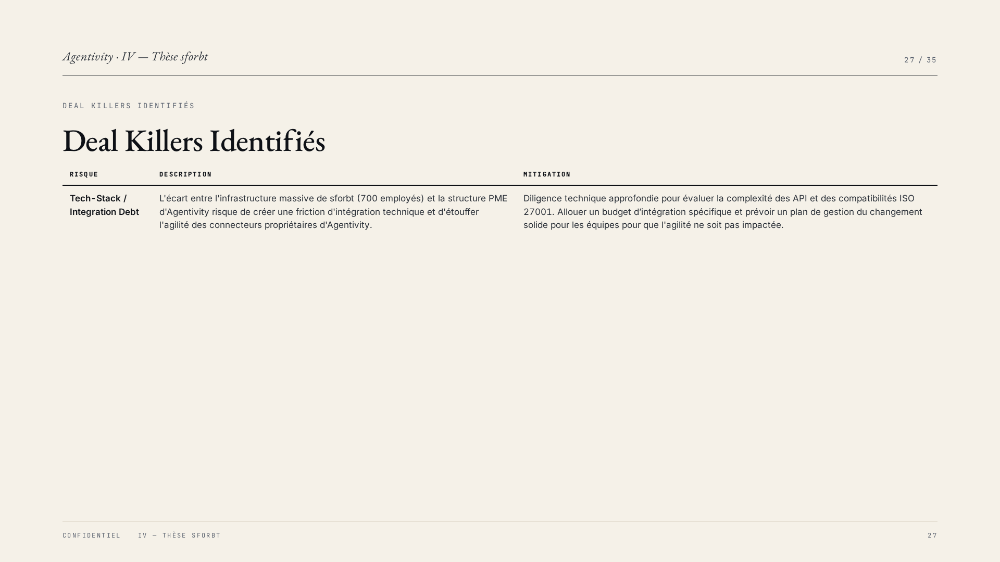 Agentivity · IV — Thèse sforbt
27 / 35
DEAL KILLERS IDENTIFIÉS
Deal Killers Identifiés
RISQUE
DESCRIPTION
MITIGATION
Tech-Stack /
Integration Debt
L'écart entre l'infrastructure massive de sforbt (700 employés) et la structure PME
d'Agentivity risque de créer une friction d'intégration technique et d'étouffer
l'agilité des connecteurs propriétaires d'Agentivity.
Diligence technique approfondie pour évaluer la complexité des API et des compatibilités ISO
27001. Allouer un budget d’intégration spécifique et prévoir un plan de gestion du changement
solide pour les équipes pour que l'agilité ne soit pas impactée.
CONFIDENTIEL
IV — THÈSE SFORBT
27